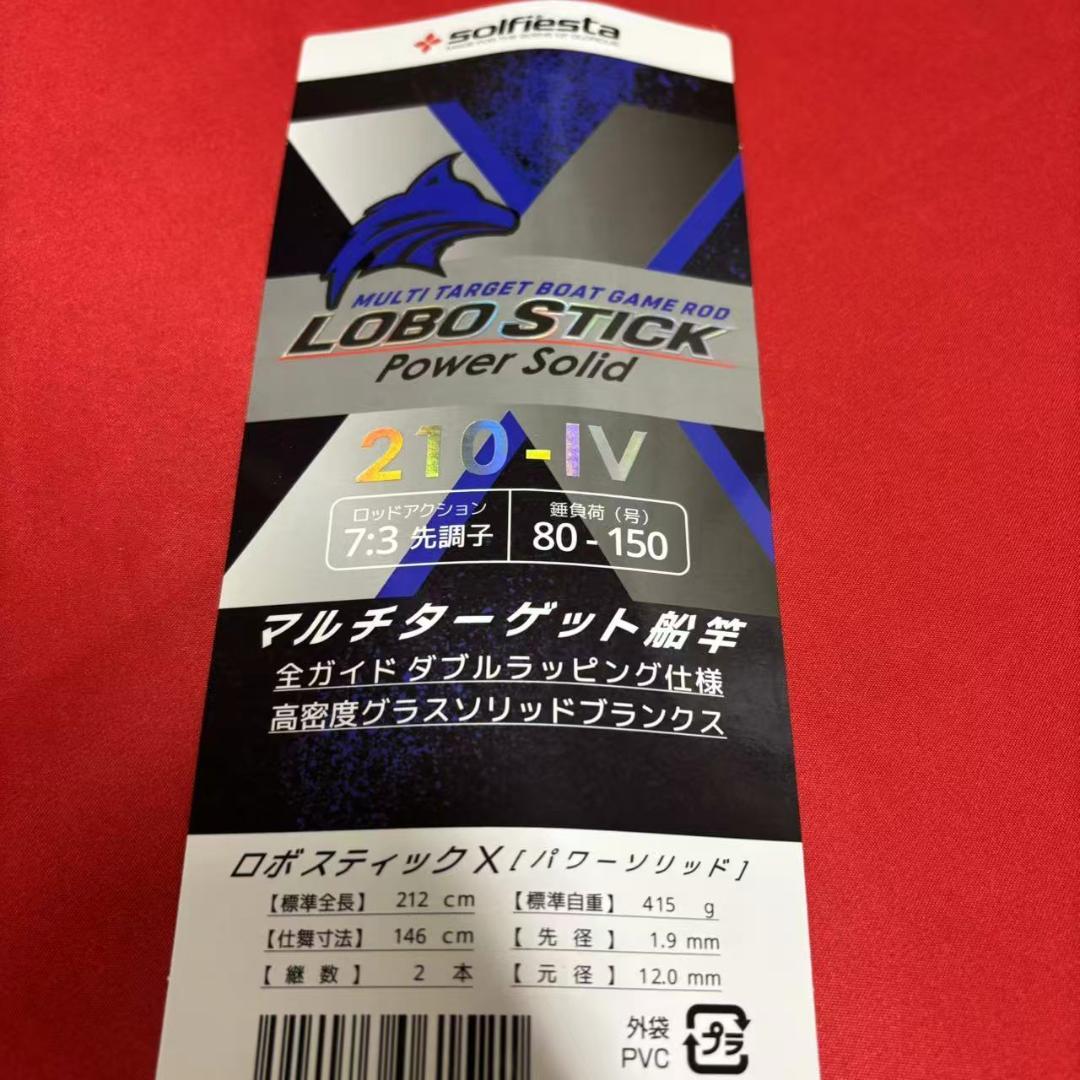 solfiesta
MULTI TARGET BOAT GAME ROD
LOBO STICK
Power Solid
210-IV
ロッドアクション
7:3 先調子
錘負荷（号）
80-150
マルチターゲット船竿
全ガイド ダブルラッピング仕様
高密度グラスソリッドブランクス
ロボスティックX［パワーソリッド］
【標準全長】 212 cm 【標準自重】 415 g
【仕舞寸法】 146 cm 【先径】 1.9 mm
【継数】 2 本 【元径】 12.0 mm
外袋
PVC
プラ